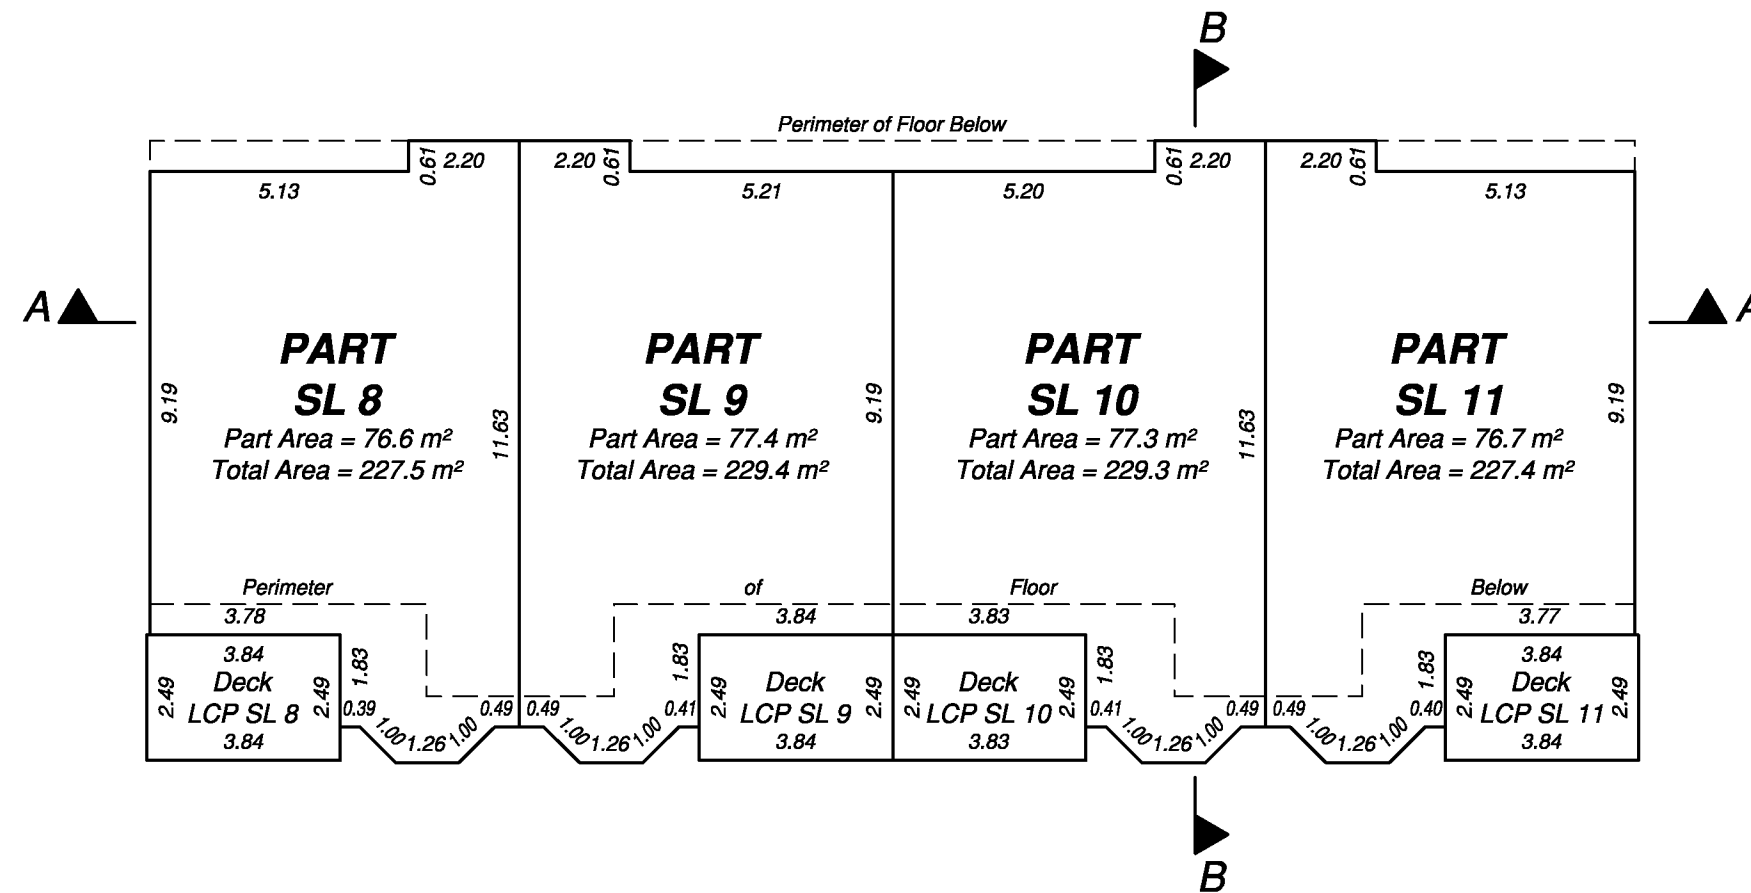 B
Perimeter of Floor Below
0.61 2.20 2.20 0.61 0.61 2.20 2.20 0.61
5.13 5.21 5.20 5.13
A A
PART PART PART PART
SL 8 SL 9 SL 10 SL 11
9.19 11.63 9.19 11.63 9.19
Part Area = 76.6 m² Part Area = 77.4 m² Part Area = 77.3 m² Part Area = 76.7 m²
Total Area = 227.5 m² Total Area = 229.4 m² Total Area = 229.3 m² Total Area = 227.4 m²
Perimeter of Floor Below
3.78 3.84 3.83 3.77
3.84 1.83 1.83 1.83 1.83 3.84
Deck Deck Deck Deck
2.49 LCP SL 8 2.49 2.49 LCP SL 9 2.49 2.49 LCP SL 10 2.49 2.49 LCP SL 11 2.49
0.39 1.00 1.26 1.00 0.49 0.49 1.00 1.26 1.00 0.41 0.41 1.00 1.26 1.00 0.49 0.49 1.00 1.26 1.00 0.40
3.84 3.84 3.83 3.84
B